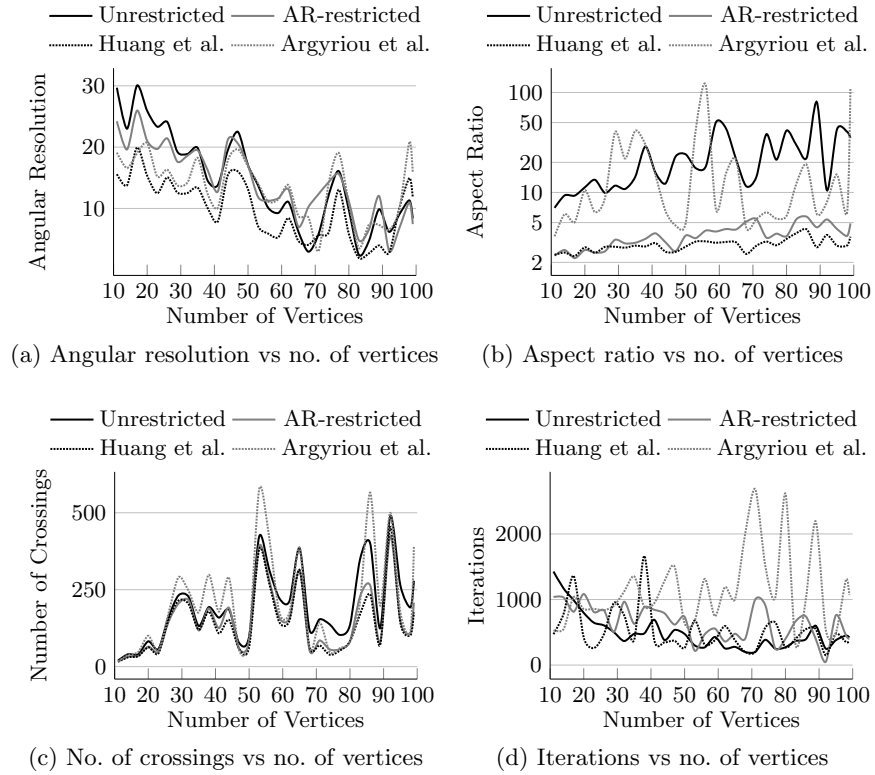 Unrestricted AR-restricted
Huang et al. Argyriou et al.
Angular Resolution
30
20
10
10 20 30 40 50 60 70 80 90 100
Number of Vertices
(a) Angular resolution vs no. of vertices
Unrestricted AR-restricted
Huang et al. Argyriou et al.
Aspect Ratio
100
50
20
10
5
2
10 20 30 40 50 60 70 80 90 100
Number of Vertices
(b) Aspect ratio vs no. of vertices
Unrestricted AR-restricted
Huang et al. Argyriou et al.
Number of Crossings
500
250
0
10 20 30 40 50 60 70 80 90 100
Number of Vertices
(c) No. of crossings vs no. of vertices
Unrestricted AR-restricted
Huang et al. Argyriou et al.
Iterations
2000
1000
0
10 20 30 40 50 60 70 80 90 100
Number of Vertices
(d) Iterations vs no. of vertices